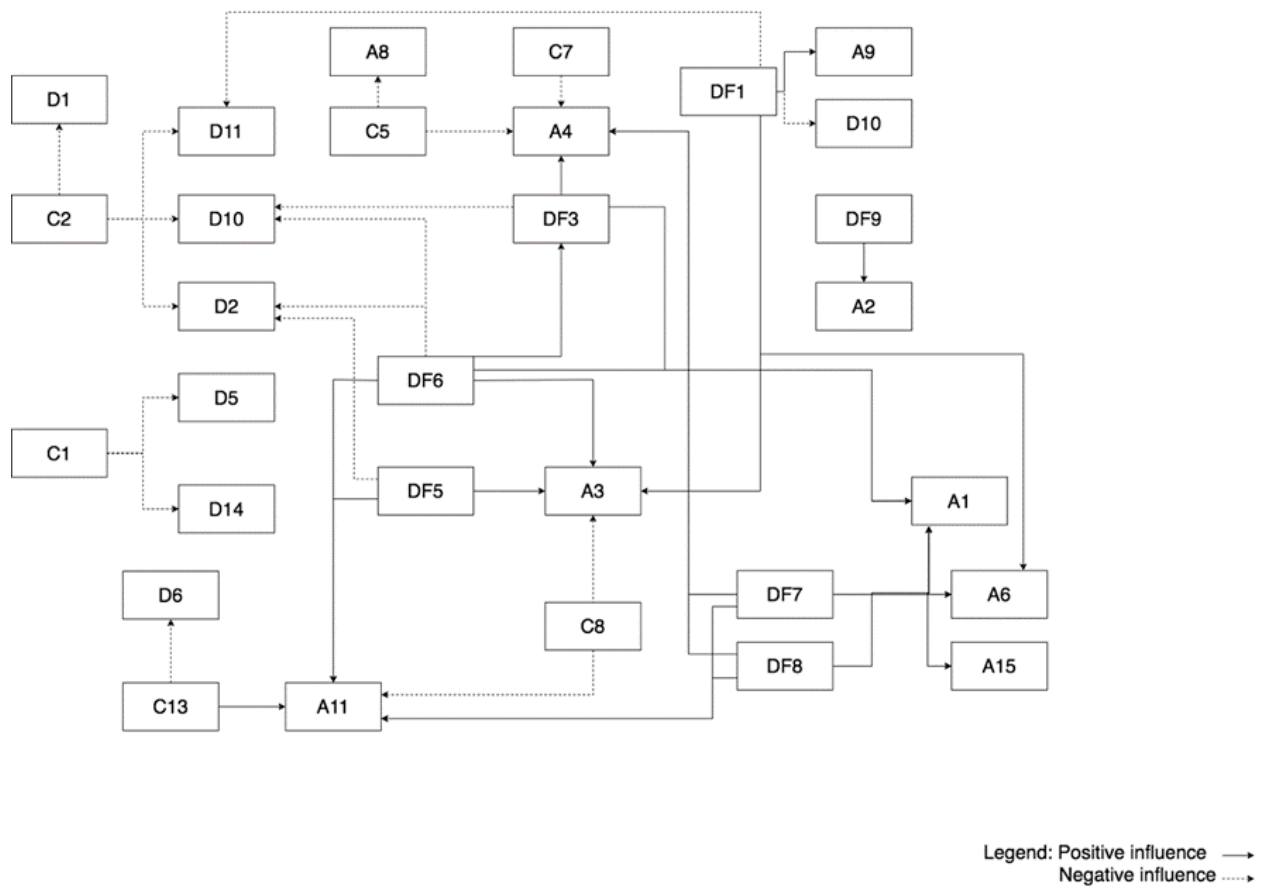 A8
C7
A9
DF1
D1
D11
C5
A4
D10
C2
D10
DF3
DF9
D2
A2
DF6
D5
C1
DF5
A3
A1
D14
D6
DF7
A6
C8
DF8
A15
C13
A11
Legend: Positive influence
Negative influence